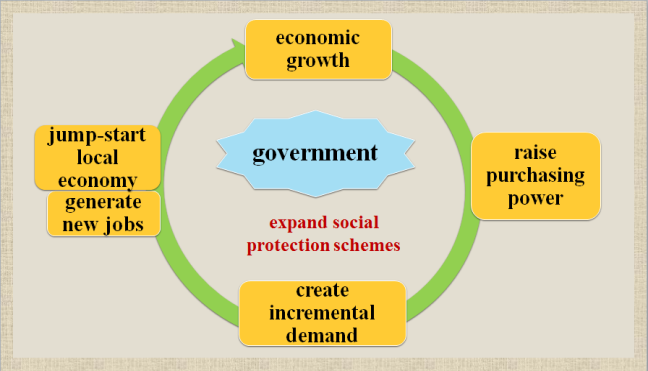 economic
growth
jump-start
local
economy
generate
new jobs
government
raise
purchasing
power
expand social
protection schemes
create
incremental
demand